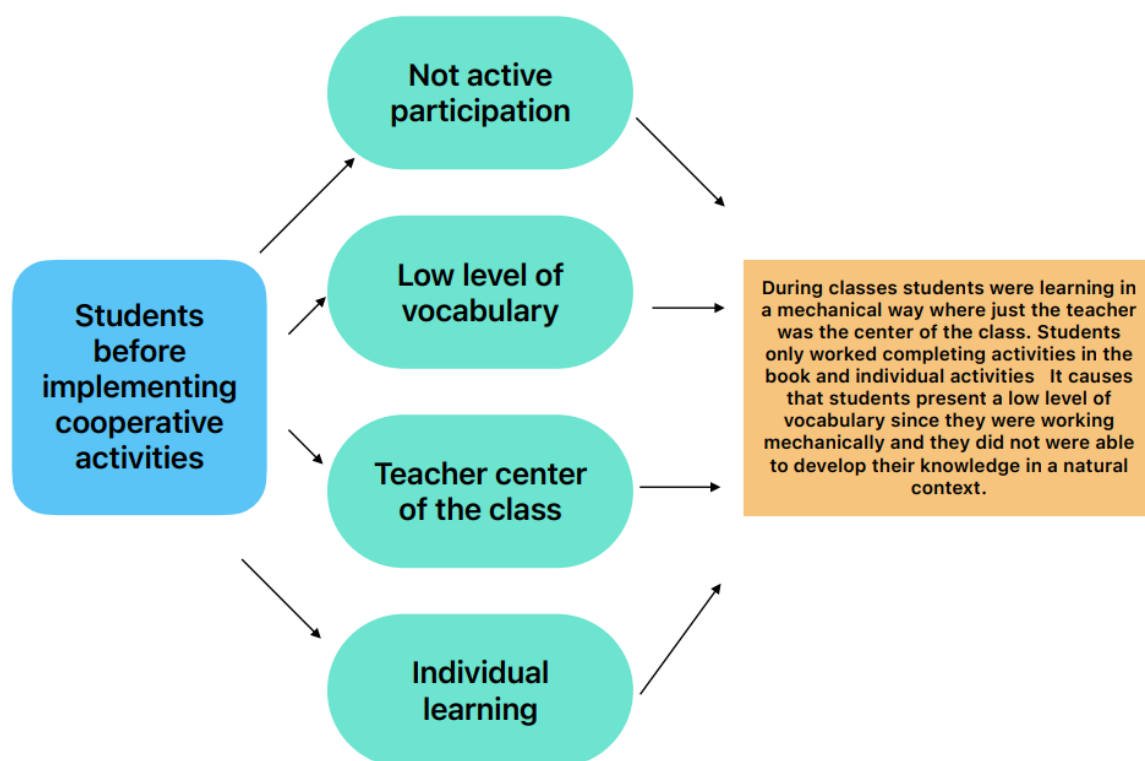 Not active
participation
Students
before
implementing
cooperative
activities
Low level of
vocabulary
Teacher center
of the class
Individual
learning
During classes students were learning in
a mechanical way where just the teacher
was the center of the class. Students
only worked completing activities in the
book and individual activities   It causes
that students present a low level of
vocabulary since they were working
mechanically and they did not were able
to develop their knowledge in a natural
context.